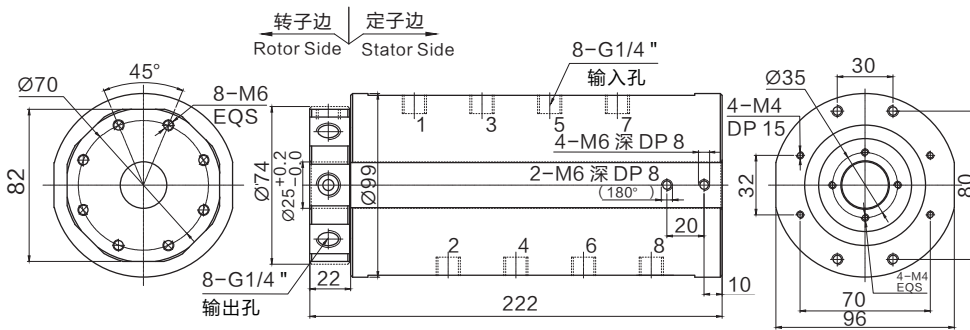 转子边 定子边
Rotor Side Stator Side
Ø70
45°
8-M6
EQS
82
8-G1/4"
输入孔
1 3 5 7
4-M6 深 DP 8
2-M6 深 DP 8
(180°)
Ø74
Ø25 +0.2 -0.0
Ø99
20
2 4 6 8
8-G1/4"
输出孔
22
222
10
Ø35
30
4-M4
DP 15
32
80
4-M4
EQS
70
96